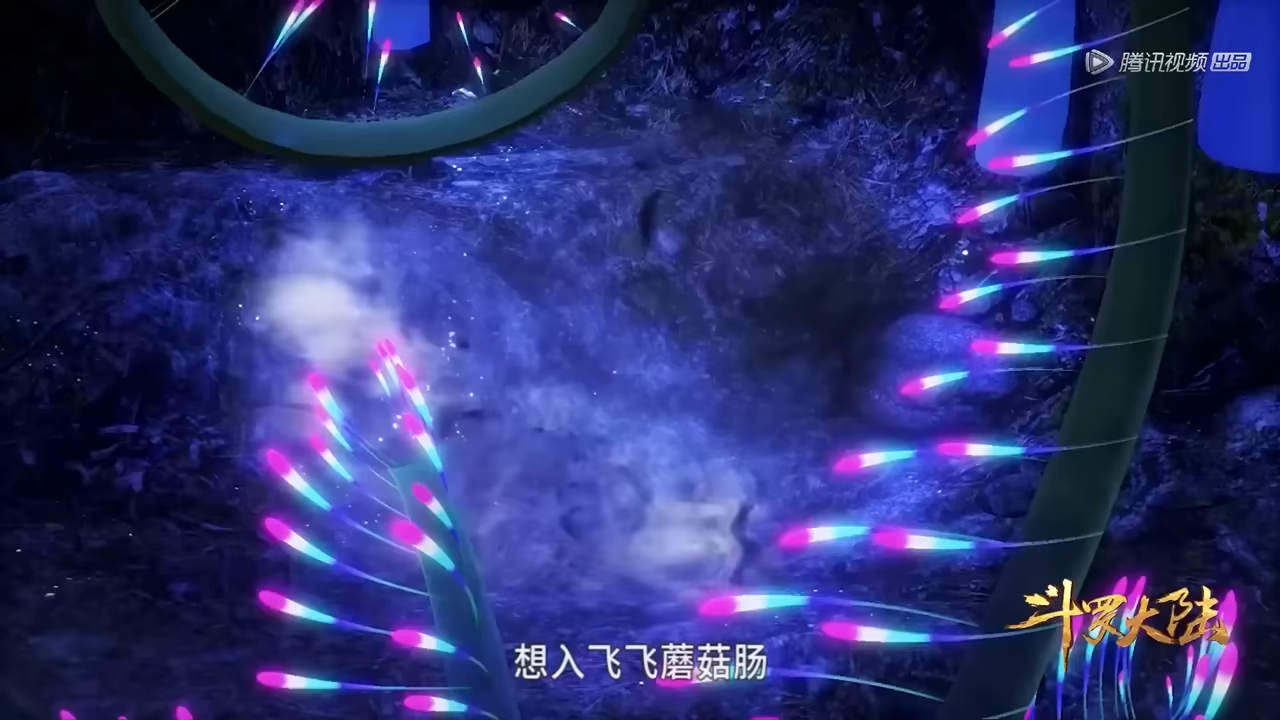 腾讯视频 出品
想入飞飞蘑菇肠
斗罗大陆